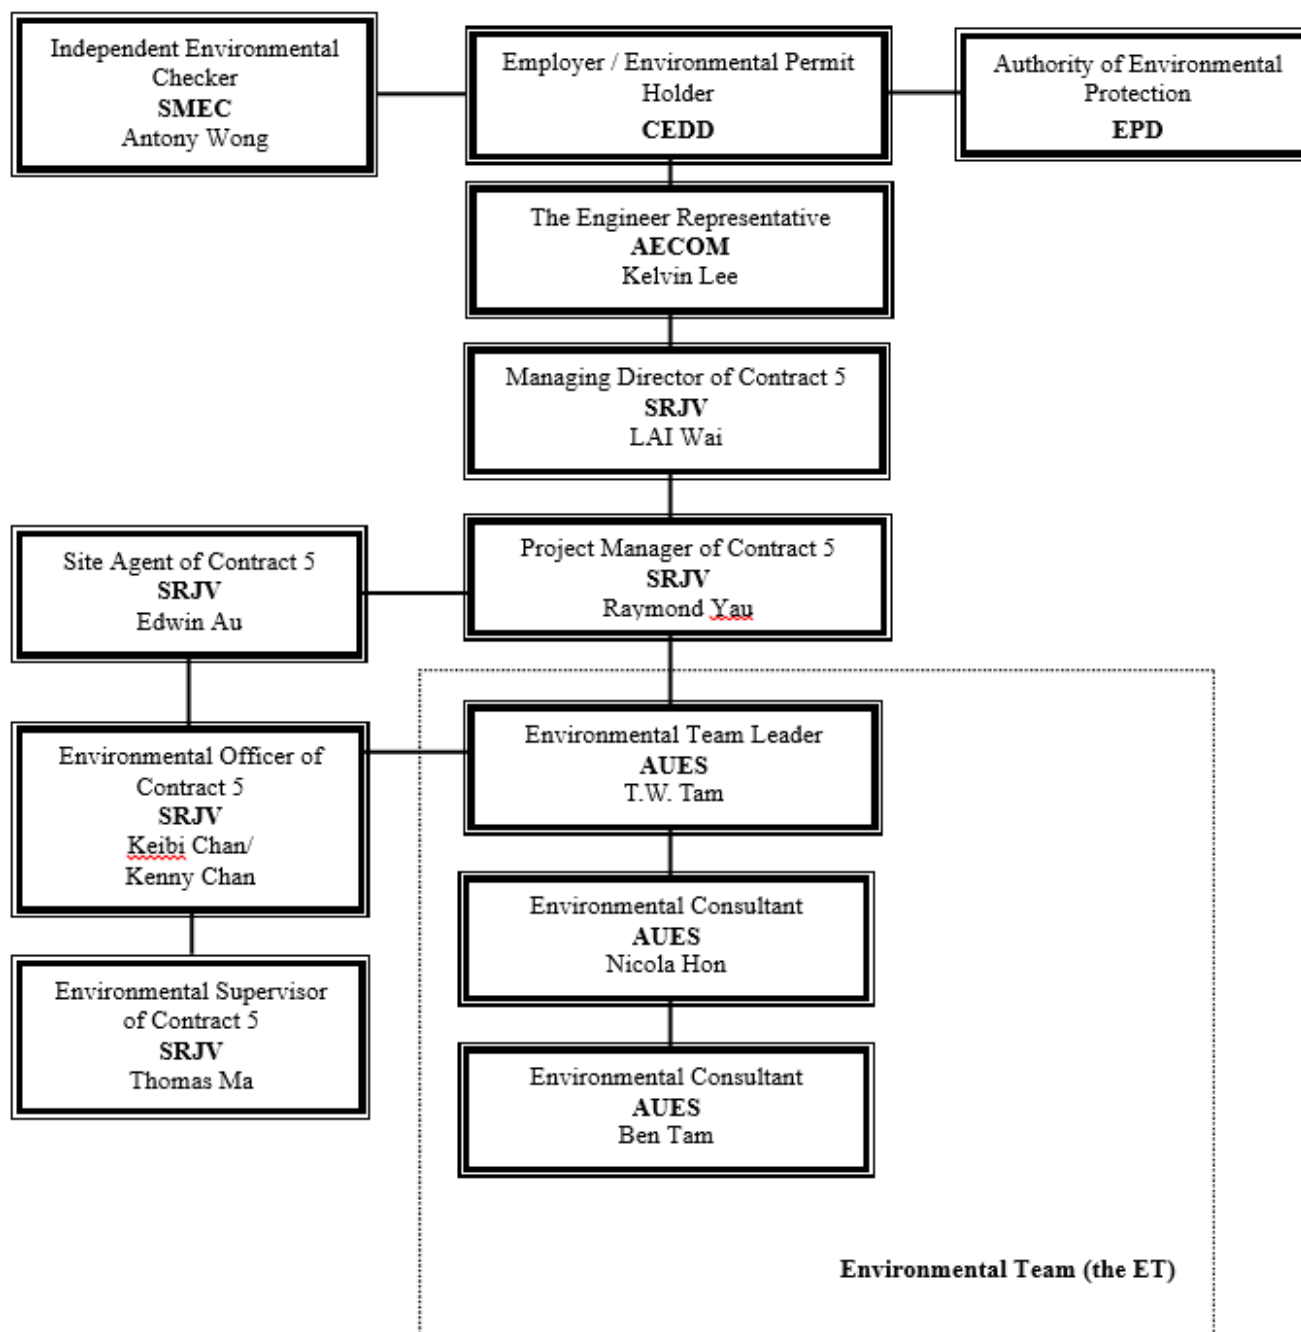 Independent Environmental
Checker
SMEC
Antony Wong
Employer / Environmental Permit
Holder
CEDD
Authority of Environmental
Protection
EPD
The Engineer Representative
AECOM
Kelvin Lee
Managing Director of Contract 5
SRJV
LAI Wai
Site Agent of Contract 5
SRJV
Edwin Au
Project Manager of Contract 5
SRJV
Raymond Yau
Environmental Officer of
Contract 5
SRJV
Keibi Chan/
Kenny Chan
Environmental Team Leader
AUES
T.W. Tam
Environmental Consultant
AUES
Nicola Hon
Environmental Supervisor
of Contract 5
SRJV
Thomas Ma
Environmental Consultant
AUES
Ben Tam
Environmental Team (the ET)